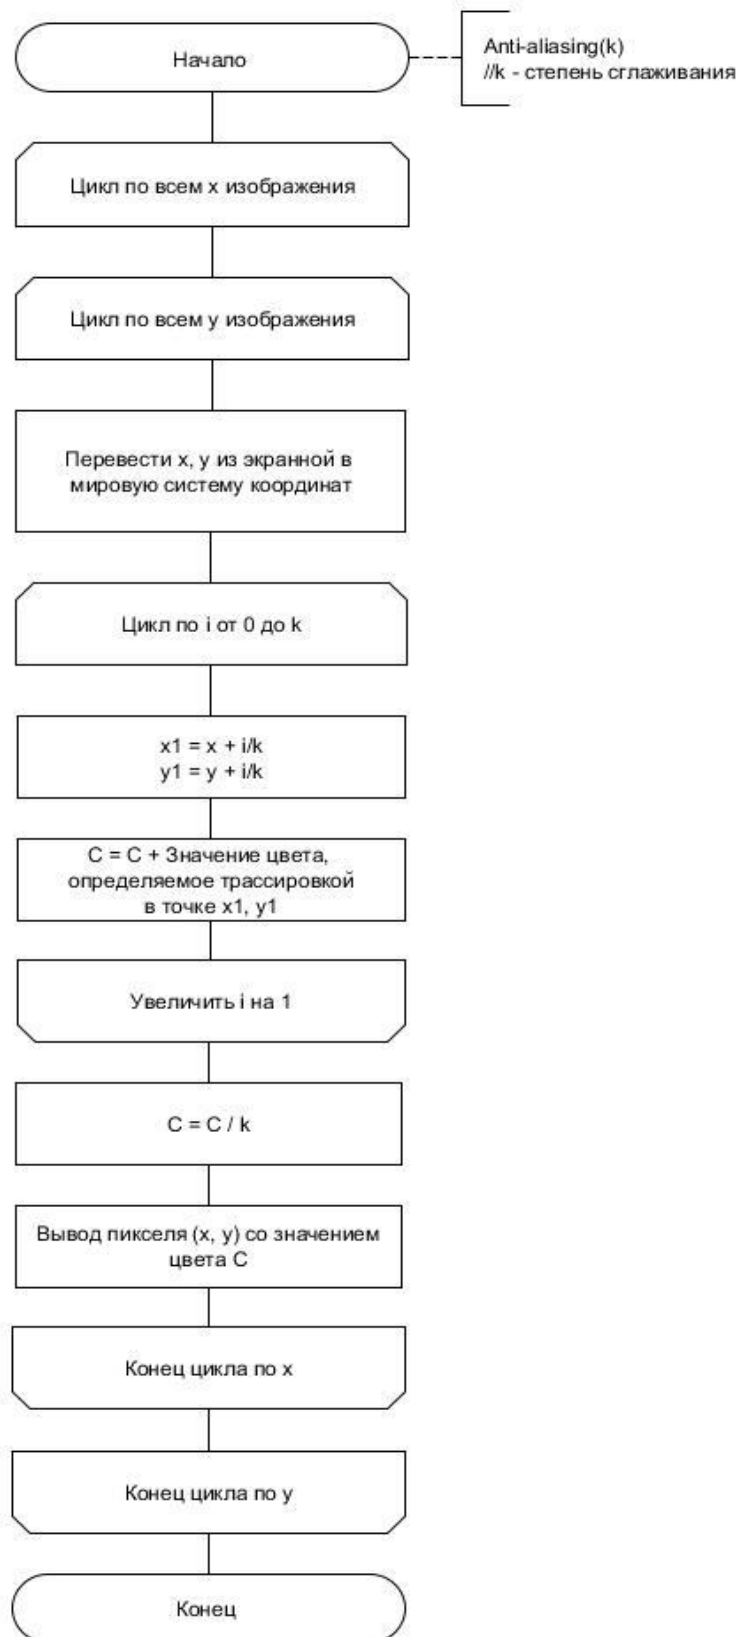 Начало
Anti-aliasing(k)
//k - степень сглаживания
Цикл по всем x изображения
Цикл по всем y изображения
Перевести x, y из экранной в
мировую систему координат
Цикл по i от 0 до k
x1 = x + i/k
y1 = y + i/k
C = C + Значение цвета,
определяемое трассировкой
в точке x1, y1
Увеличить i на 1
C = C / k
Вывод пикселя (x, y) со значением
цвета C
Конец цикла по x
Конец цикла по y
Конец